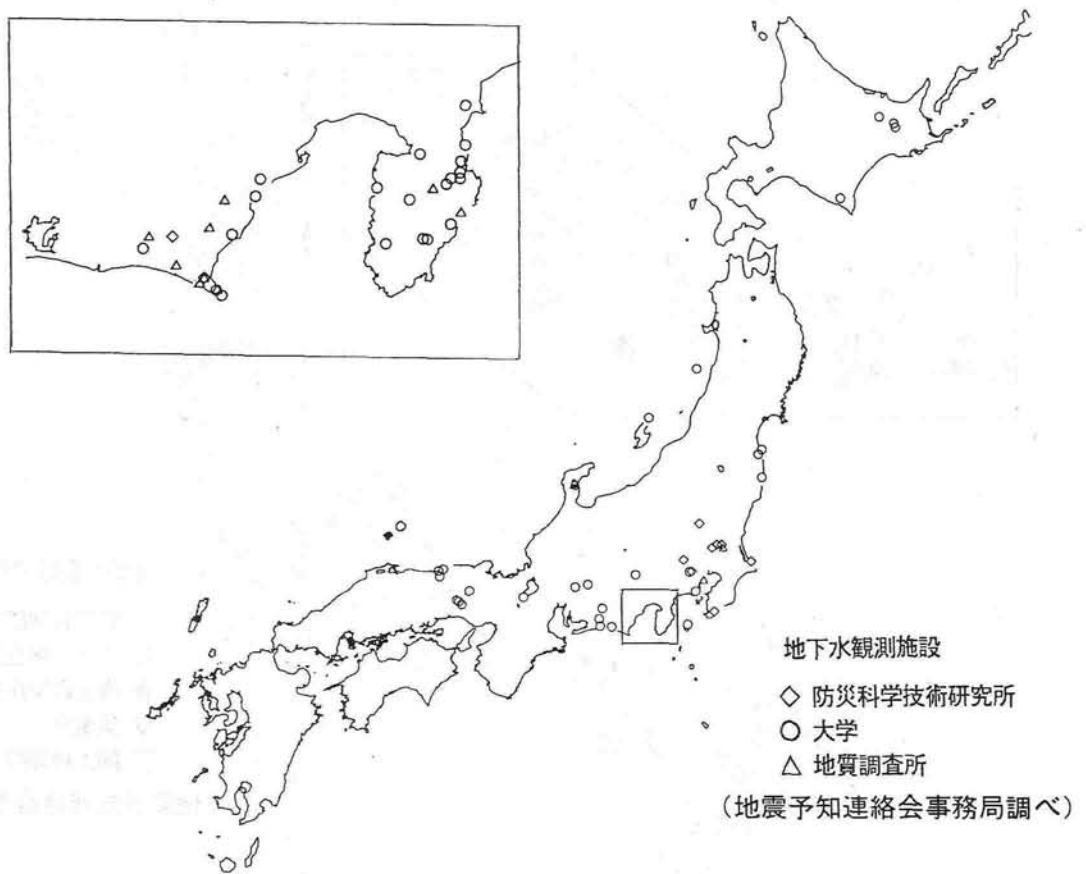 地下水観測施設
◇ 防災科学技術研究所
○ 大学
△ 地質調査所
(地震予知連絡会事務局調べ)